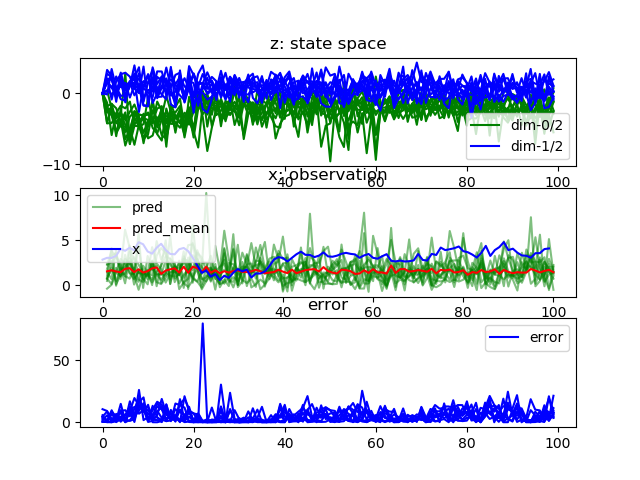 z: state space
0
−10
dim-0/2
dim-1/2
0 20 40 60 80 100
x: observation
10
5
0
pred
pred_mean
x
0 20 40 60 80 100
error
50
0
error
0 20 40 60 80 100